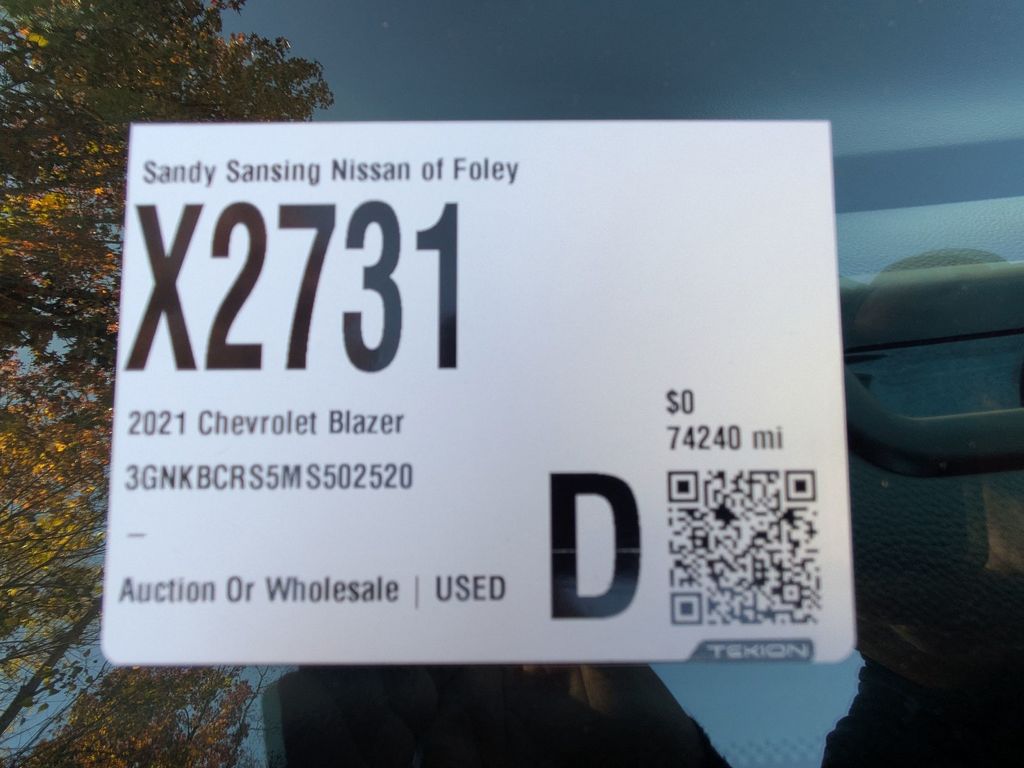 Sandy Sansing Nissan of Foley
X2731
2021 Chevrolet Blazer
3GNKBCRS5MS502520
–
Auction Or Wholesale | USED
D
$0
74240 mi
TEKION